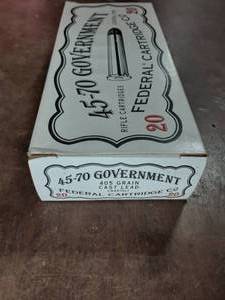 45-70 GOVERNMENT
RIFLE CARTRIDGES
FEDERAL CARTRIDGE Co
20
20
45-70 GOVERNMENT
405 GRAIN
CAST LEAD
FEDERAL CARTRIDGE Co
20
20